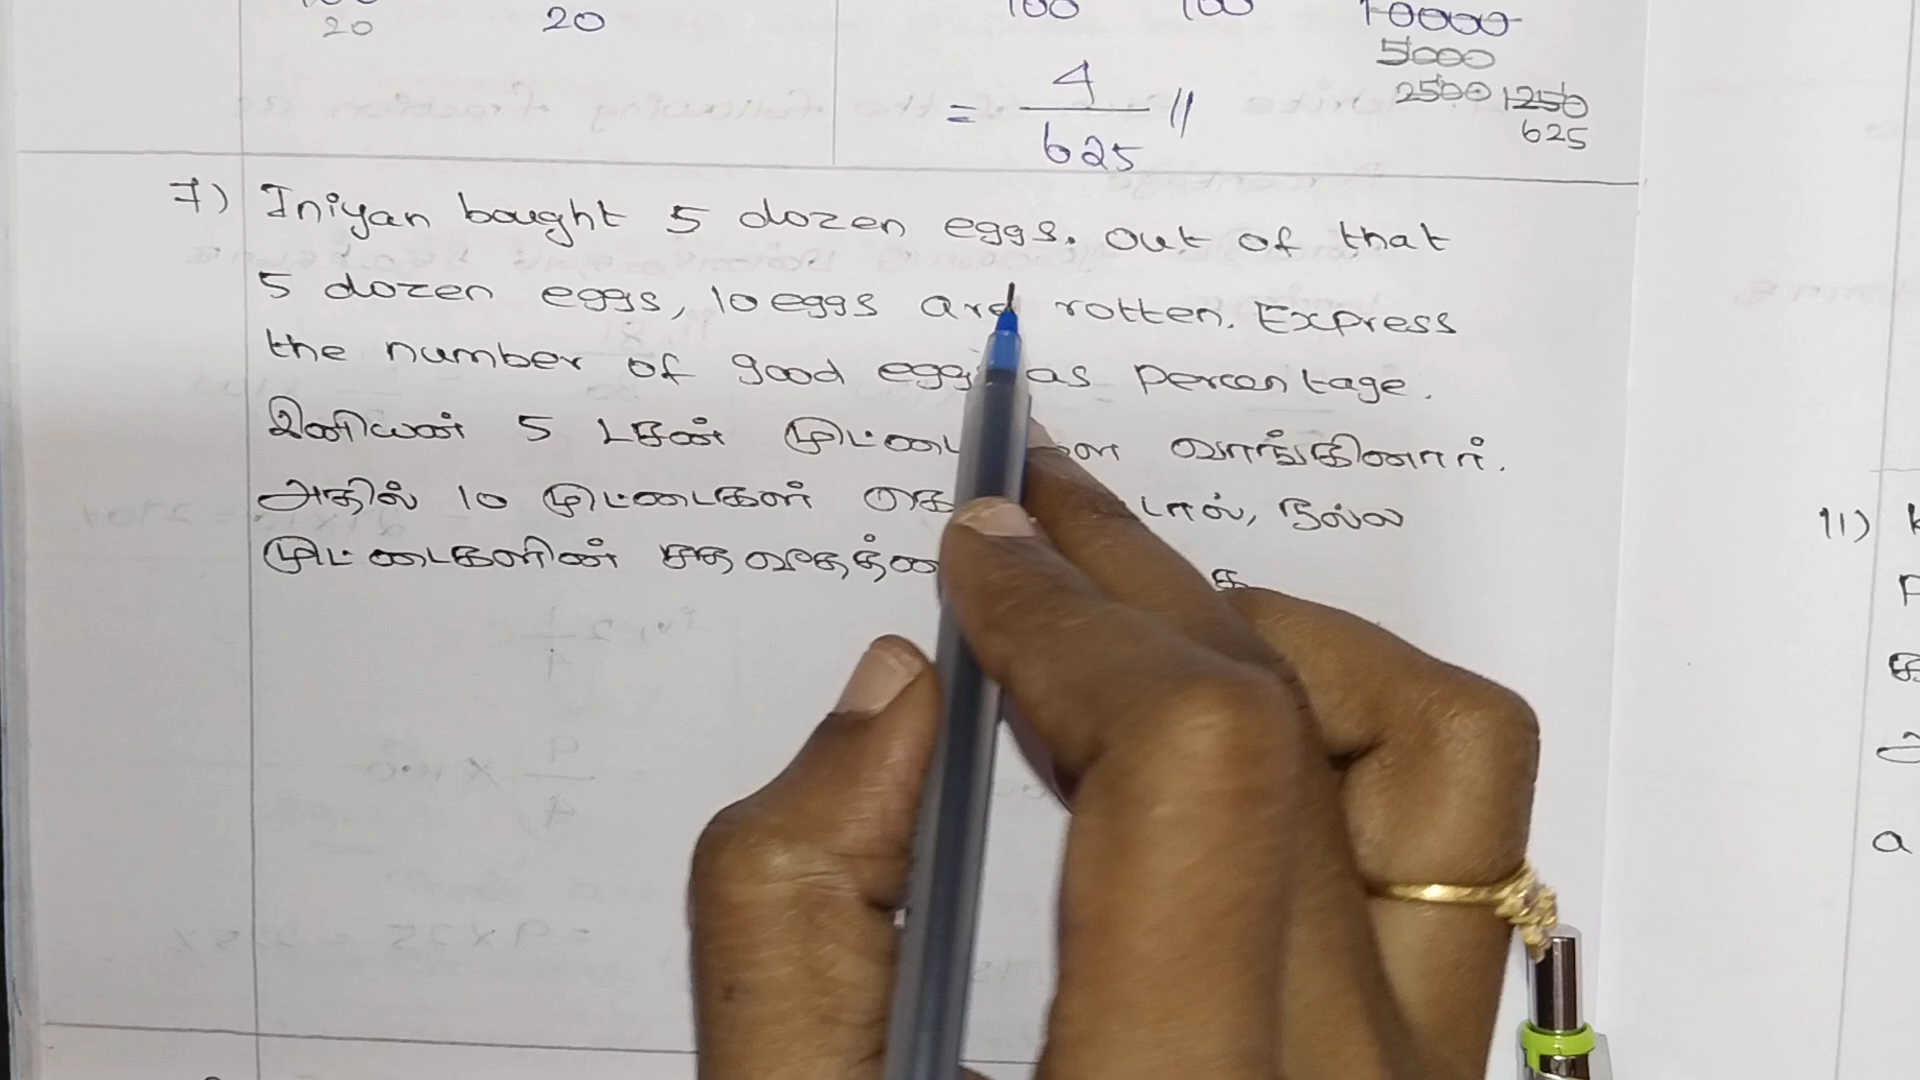 20 20
100 100 10000
5000
4 2500 1250
= 625 // 625
7) Iniyan bought 5 dozen eggs. Out of that
5 dozen eggs, 10 eggs are rotten. Express
the number of good eggs as percentage.
இனியன் 5 டசன் முட்டை வாங்கினார்.
அதில் 10 முட்டைகள் நல்ல
முட்டைகளின்
11)
a